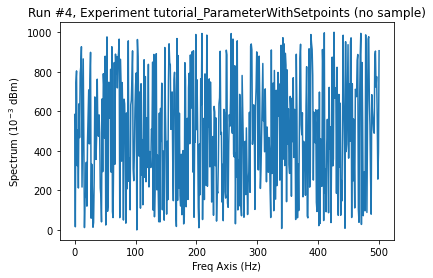 Run #4, Experiment tutorial_ParameterWithSetpoints (no sample)
1000
800
600
400
200
0
Spectrum (10⁻³ dBm)
0 100 200 300 400 500
Freq Axis (Hz)